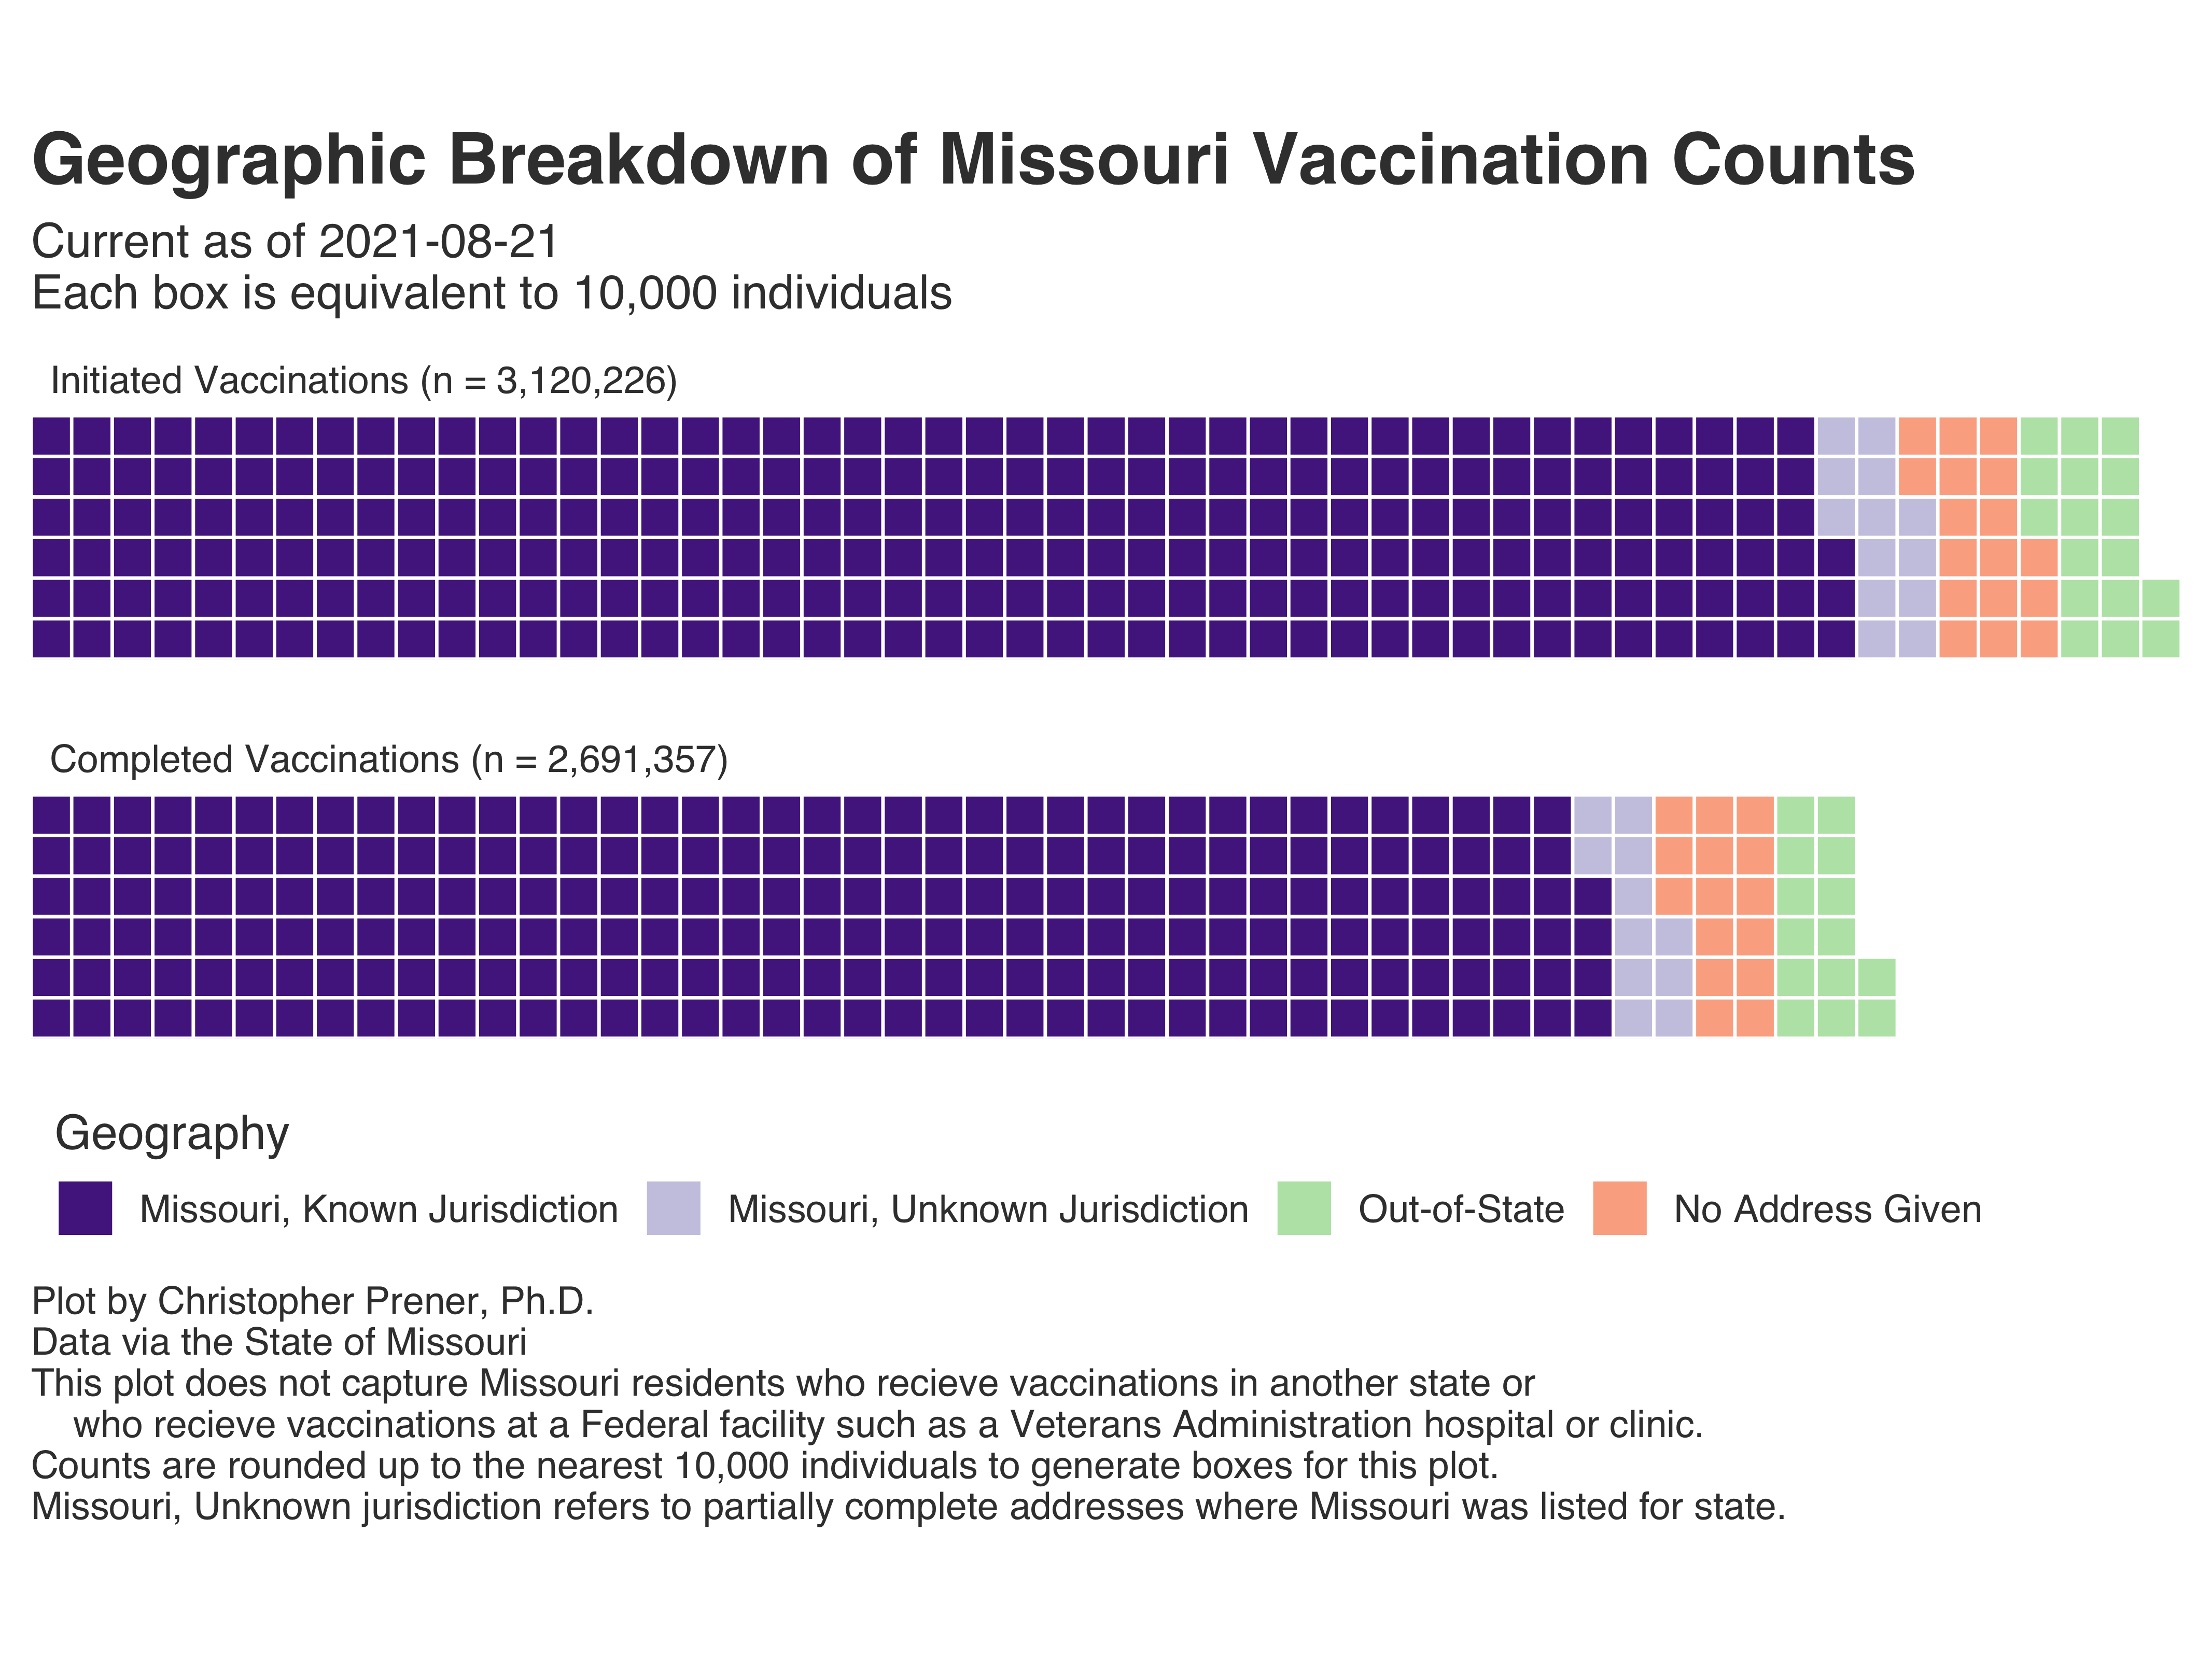 Geographic Breakdown of Missouri Vaccination Counts
Current as of 2021-08-21
Each box is equivalent to 10,000 individuals
Initiated Vaccinations (n = 3,120,226)
Completed Vaccinations (n = 2,691,357)
Geography
Missouri, Known Jurisdiction Missouri, Unknown Jurisdiction Out-of-State No Address Given
Plot by Christopher Prener, Ph.D.
Data via the State of Missouri
This plot does not capture Missouri residents who recieve vaccinations in another state or
who recieve vaccinations at a Federal facility such as a Veterans Administration hospital or clinic.
Counts are rounded up to the nearest 10,000 individuals to generate boxes for this plot.
Missouri, Unknown jurisdiction refers to partially complete addresses where Missouri was listed for state.